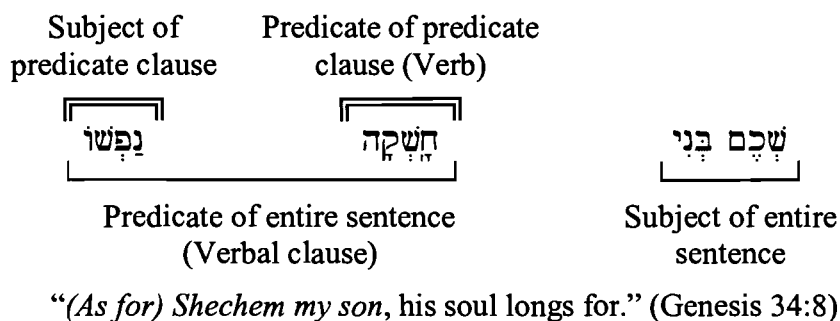 Subject of Predicate of predicate
predicate clause clause (Verb)
שְׁכֶם בְּנִי חָֽשְׁקָה נַפְשׁוֹ
Predicate of entire sentence Subject of entire
(Verbal clause) sentence
“(As for) Shechem my son, his soul longs for.” (Genesis 34:8)